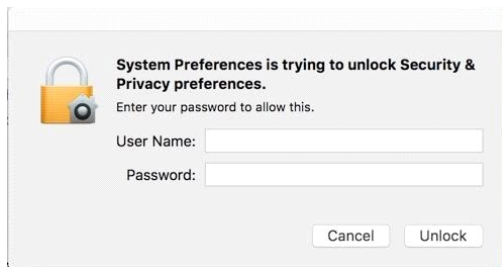 System Preferences is trying to unlock Security &
Privacy preferences.
Enter your password to allow this.
User Name:
Password:
Cancel
Unlock